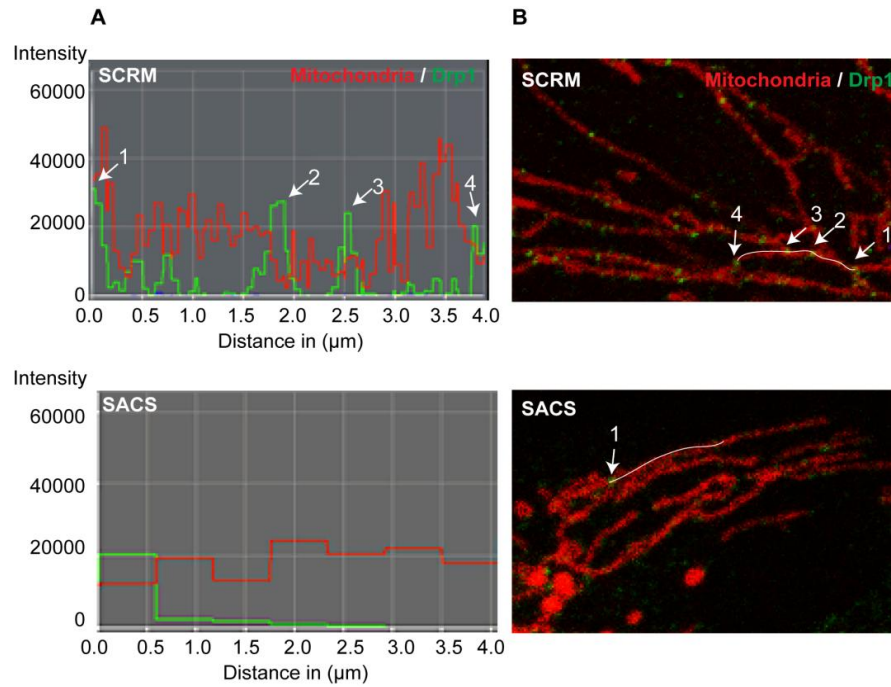 A
B
Intensity
SCRM
Mitochondria / Drp1
60000
40000
20000
0
1
2
3
4
0.0 0.5 1.0 1.5 2.0 2.5 3.0 3.5 4.0
Distance in (µm)
SCRM
Mitochondria / Drp1
4
3
2
1
Intensity
SACS
60000
40000
20000
0
0.0 0.5 1.0 1.5 2.0 2.5 3.0 3.5 4.0
Distance in (µm)
SACS
1